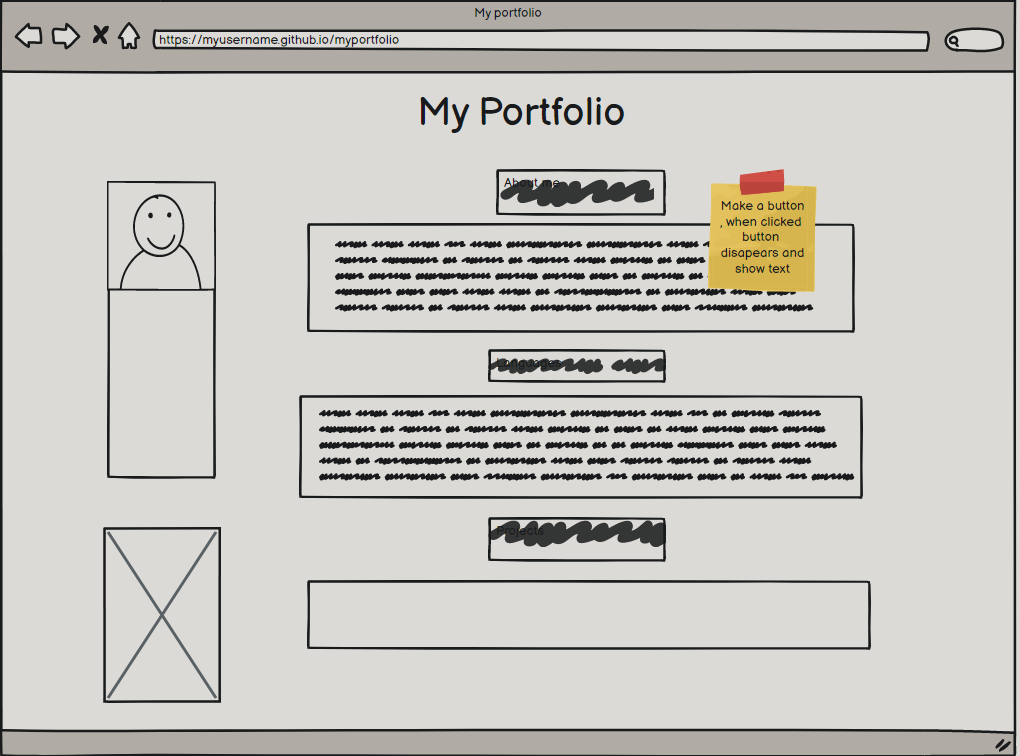 My portfolio
https://myusername.github.io/myportfolio
My Portfolio
About me
Make a button
, when clicked
button
disapears and
show text
Languages
Projects